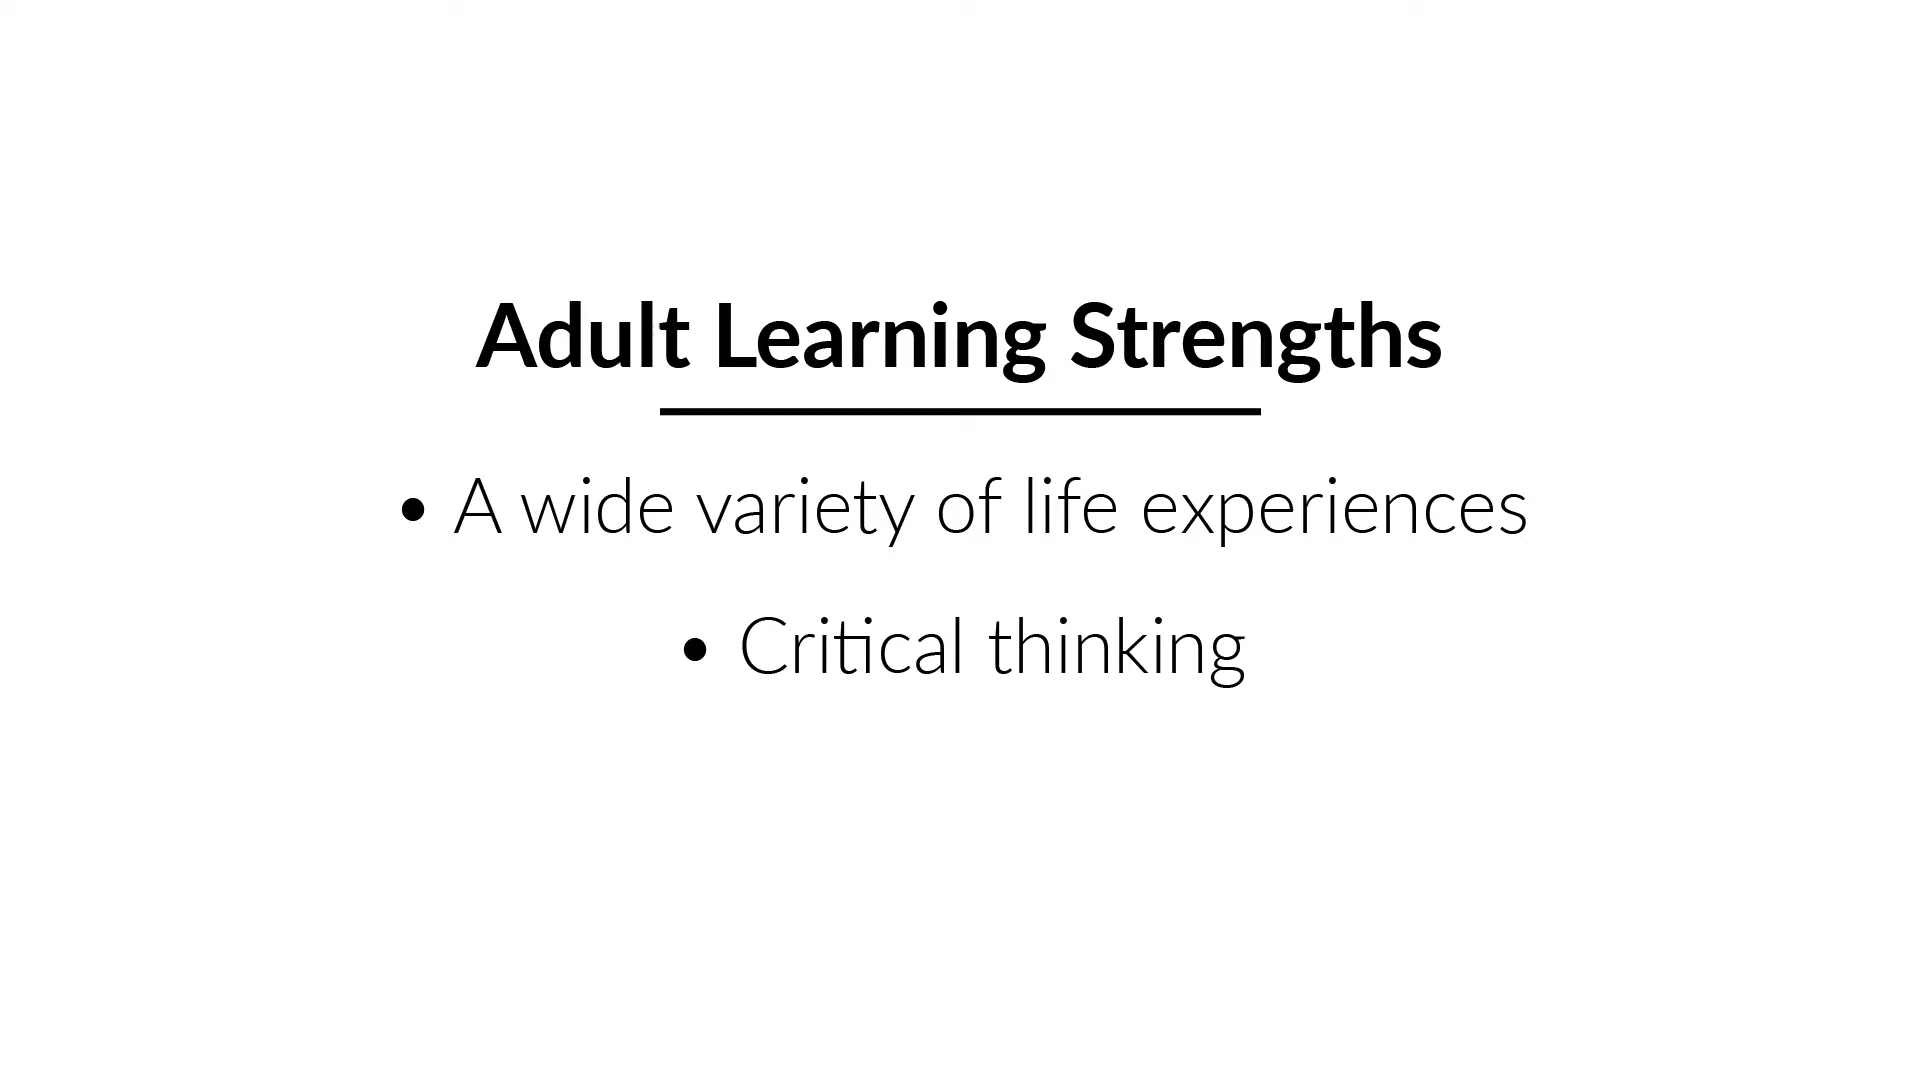 Adult Learning Strengths
• A wide variety of life experiences
• Critical thinking